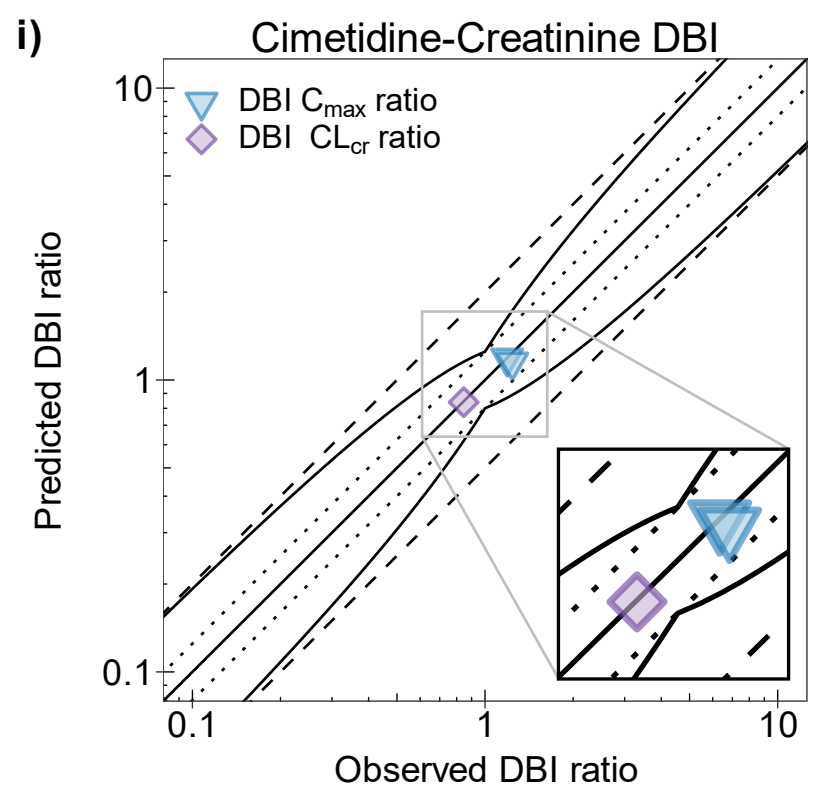 i)
Cimetidine-Creatinine DBI
DBI Cmax ratio
DBI CLcr ratio
Predicted DBI ratio
10
1
0.1
0.1
1
10
Observed DBI ratio